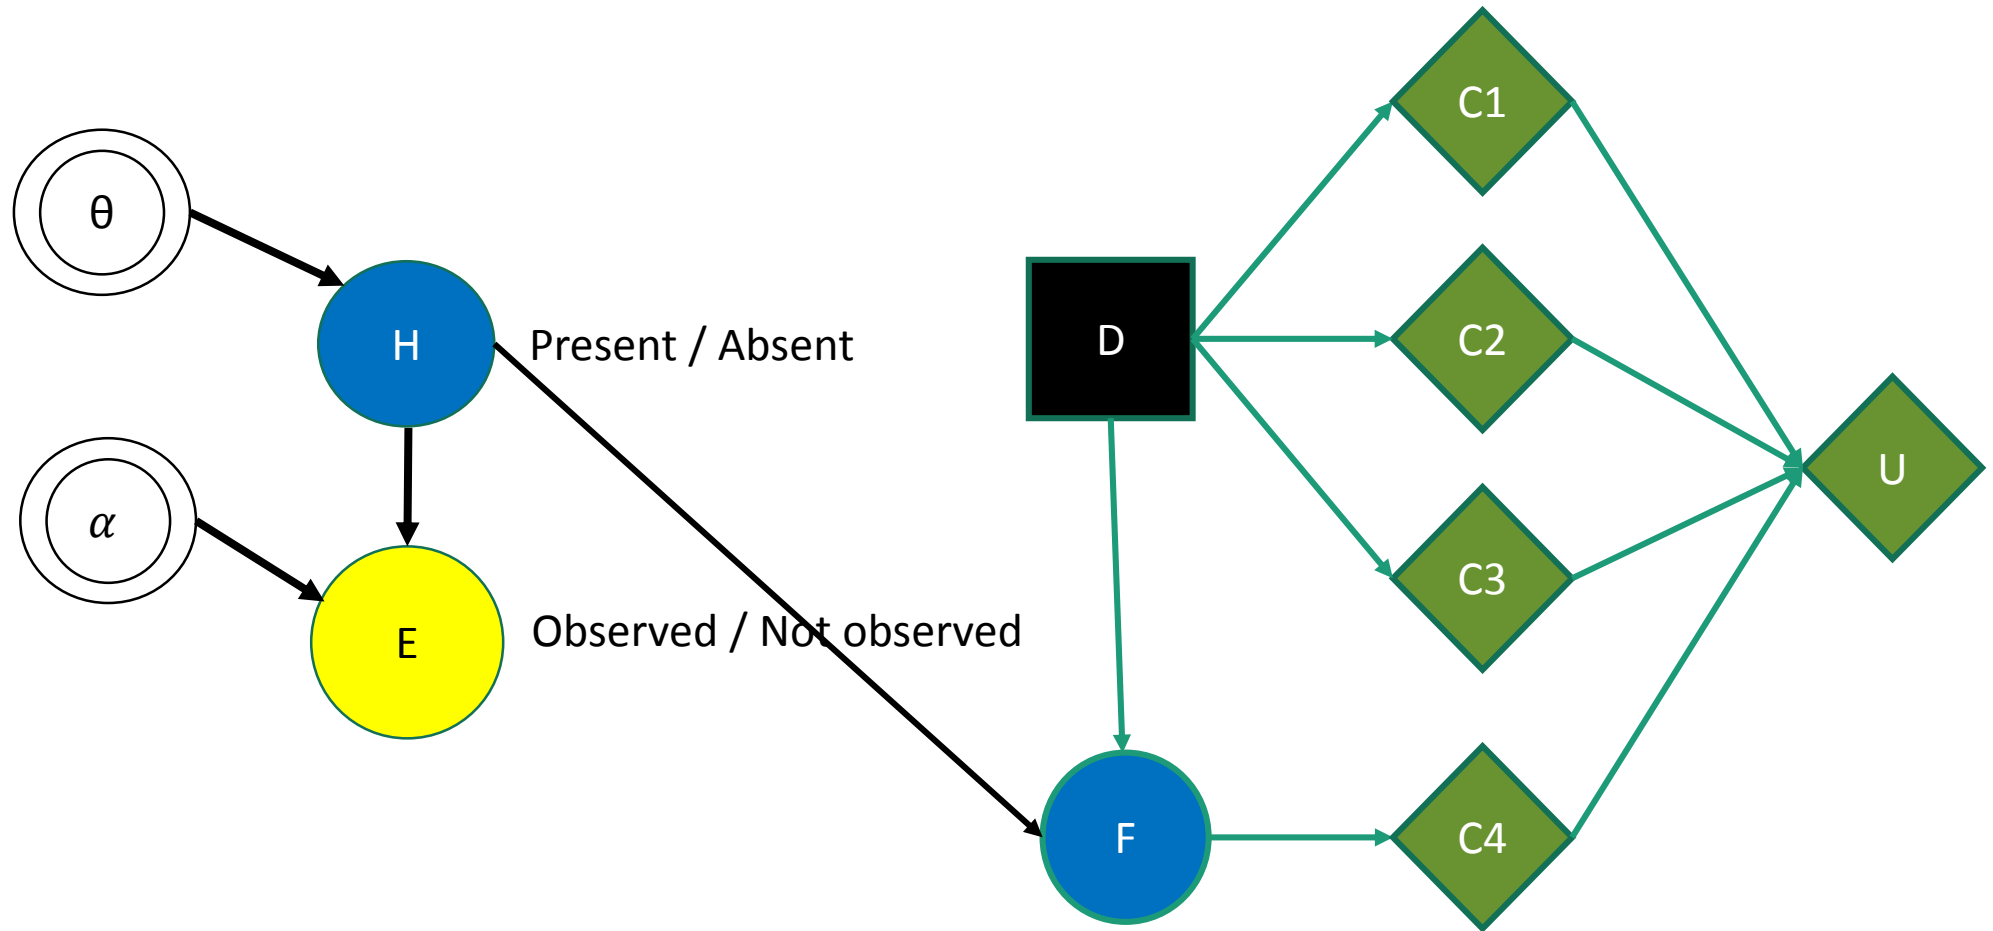 θ
H
Present / Absent
α
E
Observed / Not observed
D
F
C1
C2
C3
C4
U